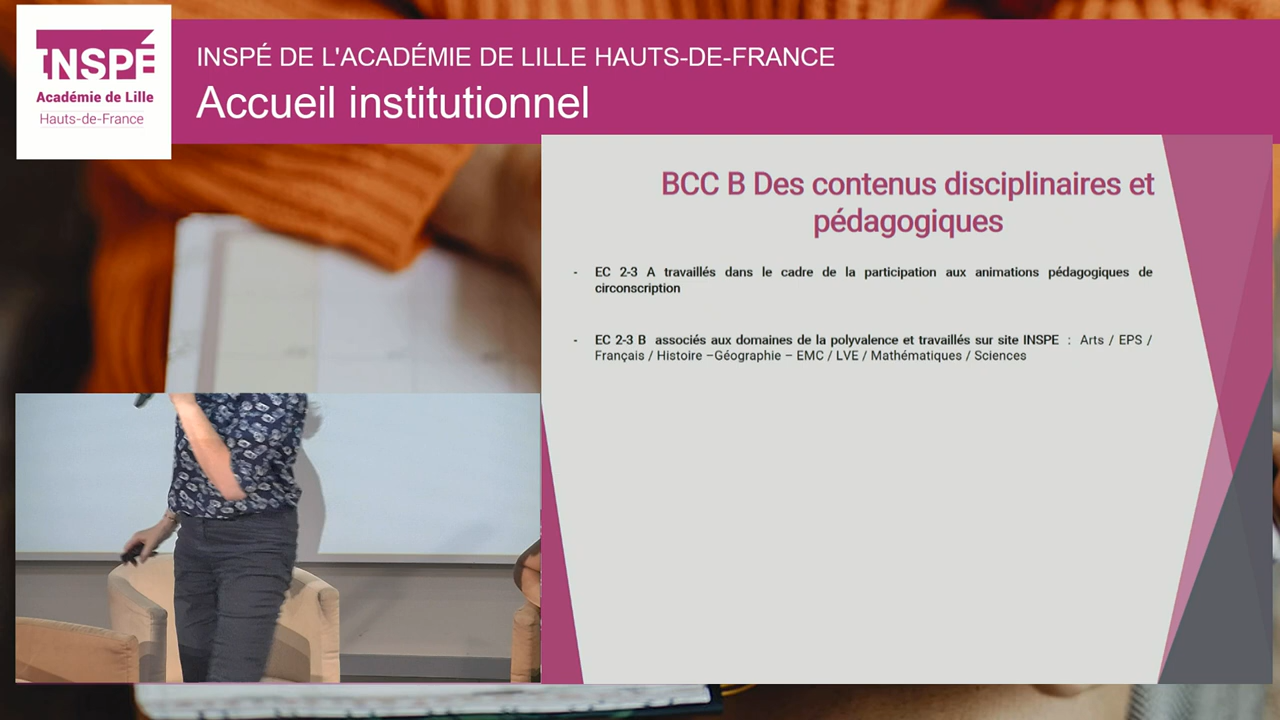 INSPÉ
Académie de Lille
Hauts-de-France
INSPÉ DE L'ACADÉMIE DE LILLE HAUTS-DE-FRANCE
Accueil institutionnel
BCC B Des contenus disciplinaires et
pédagogiques
- EC 2-3 A travaillés dans le cadre de la participation aux animations pédagogiques de
circonscription
- EC 2-3 B associés aux domaines de la polyvalence et travaillés sur site INSPE : Arts / EPS /
Français / Histoire –Géographie – EMC / LVE / Mathématiques / Sciences